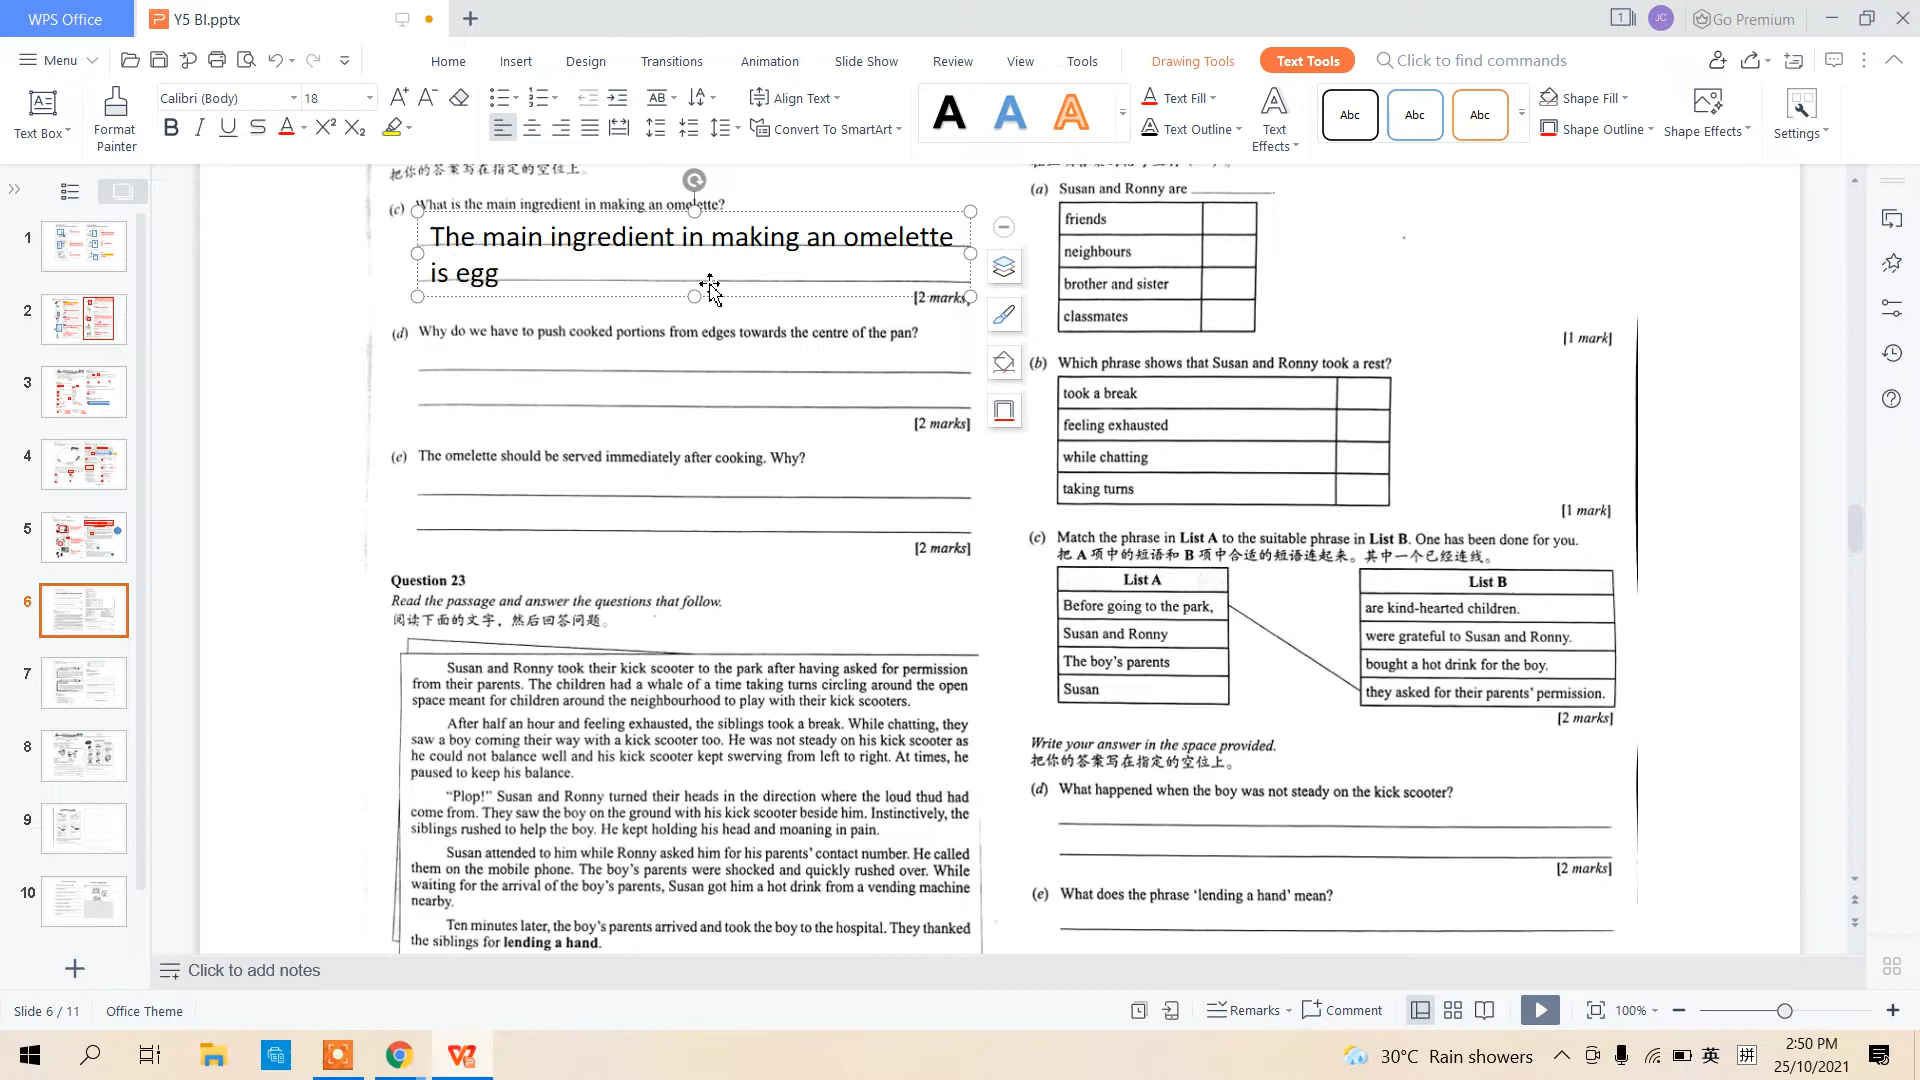 WPS Office
Y5 BI.pptx
1
JC
Go Premium
Menu
Home
Insert
Design
Transitions
Animation
Slide Show
Review
View
Tools
Drawing Tools
Text Tools
Click to find commands
Text Box
Format
Painter
Calibri (Body)
18
Align Text
Convert To SmartArt
Text Fill
Text Outline
Text
Effects
Abc
Abc
Abc
Shape Fill
Shape Outline
Shape Effects
Settings
1
2
3
4
5
6
7
8
9
10
把你的答案写在指定的空位上。
(c) What is the main ingredient in making an omelette?
The main ingredient in making an omelette
is egg
[2 marks]
(d) Why do we have to push cooked portions from edges towards the centre of the pan?
[2 marks]
(e) The omelette should be served immediately after cooking. Why?
[2 marks]
Question 23
Read the passage and answer the questions that follow.
阅读下面的文字，然后回答问题。
Susan and Ronny took their kick scooter to the park after having asked for permission
from their parents. The children had a whale of a time taking turns circling around the open
space meant for children around the neighbourhood to play with their kick scooters.
After half an hour and feeling exhausted, the siblings took a break. While chatting, they
saw a boy coming their way with a kick scooter too. He was not steady on his kick scooter as
he could not balance well and his kick scooter kept swerving from left to right. At times, he
paused to keep his balance.
“Plop!” Susan and Ronny turned their heads in the direction where the loud thud had
come from. They saw the boy on the ground with his kick scooter beside him. Instinctively, the
siblings rushed to help the boy. He kept holding his head and moaning in pain.
Susan attended to him while Ronny asked him for his parents’ contact number. He called
them on the mobile phone. The boy’s parents were shocked and quickly rushed over. While
waiting for the arrival of the boy’s parents, Susan got him a hot drink from a vending machine
nearby.
Ten minutes later, the boy’s parents arrived and took the boy to the hospital. They thanked
the siblings for lending a hand.
(a) Susan and Ronny are
friends
neighbours
brother and sister
classmates
[1 mark]
(b) Which phrase shows that Susan and Ronny took a rest?
took a break
feeling exhausted
while chatting
taking turns
[1 mark]
(c) Match the phrase in List A to the suitable phrase in List B. One has been done for you.
把 A 项中的短语和 B 项中合适的短语连起来。其中一个已经连线。
List A
Before going to the park,
Susan and Ronny
The boy’s parents
Susan
List B
are kind-hearted children.
were grateful to Susan and Ronny.
bought a hot drink for the boy.
they asked for their parents’ permission.
[2 marks]
Write your answer in the space provided.
把你的答案写在指定的空位上。
(d) What happened when the boy was not steady on the kick scooter?
[2 marks]
(e) What does the phrase ‘lending a hand’ mean?
Click to add notes
Slide 6 / 11
Office Theme
Remarks
Comment
100%
30°C Rain showers
英
拼
2:50 PM
25/10/2021